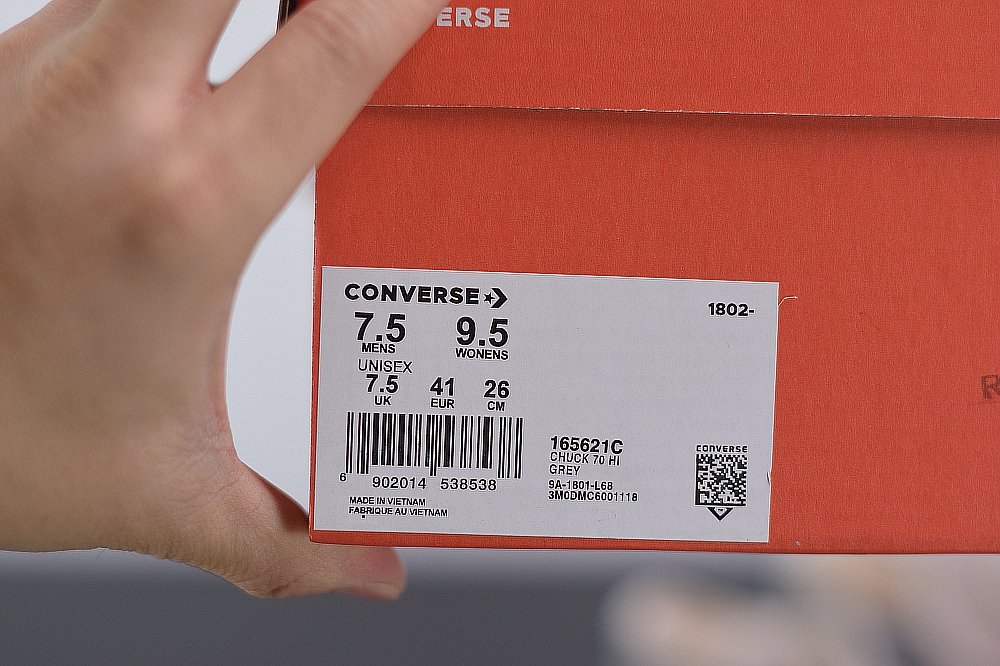 ERSE
CONVERSE
1802-
7.5 9.5
MENS WONENS
UNISEX
7.5 41 26
UK EUR CM
165621C
CHUCK 70 HI
GREY
9A-1801-L68
3M0DMC6001118
CONVERSE
6 902014 538538
MADE IN VIETNAM
FABRIQUE AU VIETNAM
R